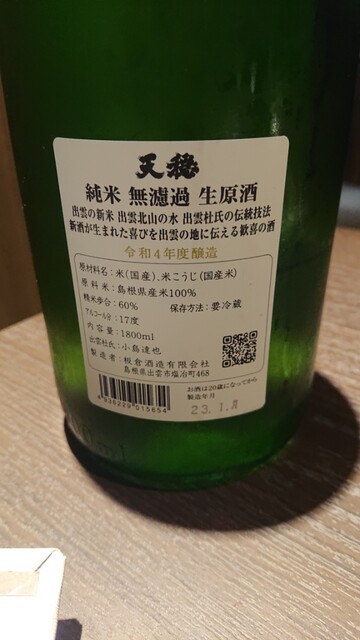 天穏
純米 無濾過 生原酒
出雲の新米 出雲北山の水 出雲杜氏の伝統技法
新酒が生まれた喜びを出雲の地に伝える歓喜の酒
令和4年度醸造
原材料名：米(国産)、米こうじ(国産米)
原料米：島根県産米100%
精米歩合：60% 保存方法：要冷蔵
アルコール分：17度
内容量：1800ml
出雲杜氏：小島達也
製造者：板倉酒造有限会社
島根県出雲市塩冶町468
4936229015654
お酒は20歳になってから
製造年月
23.1.月